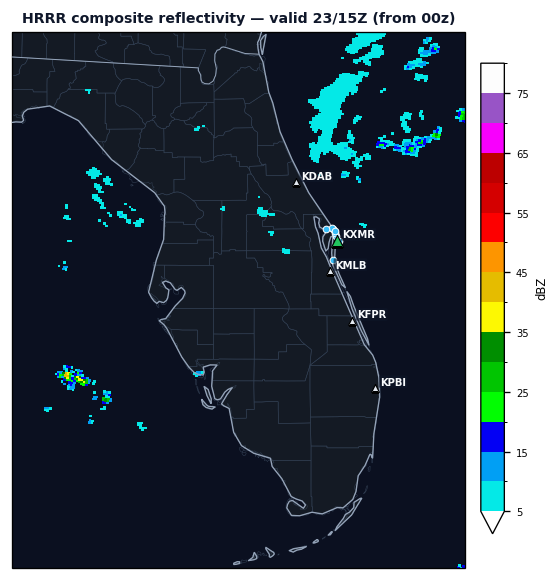 HRRR composite reflectivity — valid 23/15Z (from 00z)
KDAB
KXMR
KMLB
KFPR
KPBI
75
65
55
45
35
25
15
5
dBZ